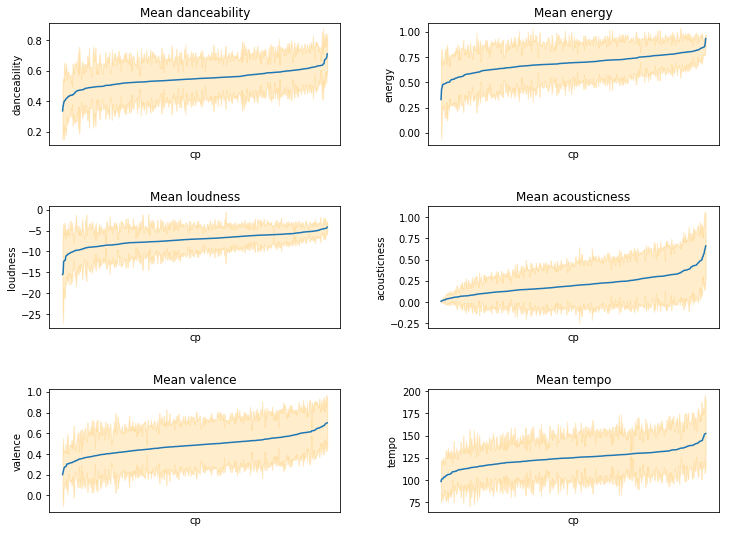 Mean danceability
danceability
0.8
0.6
0.4
0.2
cp
Mean energy
energy
1.00
0.75
0.50
0.25
0.00
cp
Mean loudness
loudness
0
−5
−10
−15
−20
−25
cp
Mean acousticness
acousticness
1.00
0.75
0.50
0.25
0.00
−0.25
cp
Mean valence
valence
1.0
0.8
0.6
0.4
0.2
0.0
cp
Mean tempo
tempo
200
175
150
125
100
75
cp